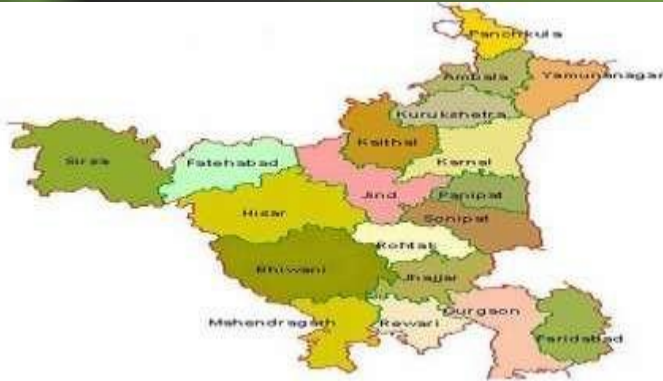 Panchkula
Ambala
Yamunanagar
Kurukshetra
Kaithal
Karnal
Sirsa
Fatehabad
Jind
Panipat
Hisar
Sonipat
Rohtak
Bhiwani
Jhajjar
Mahendragarh
Rewari
Gurgaon
Faridabad